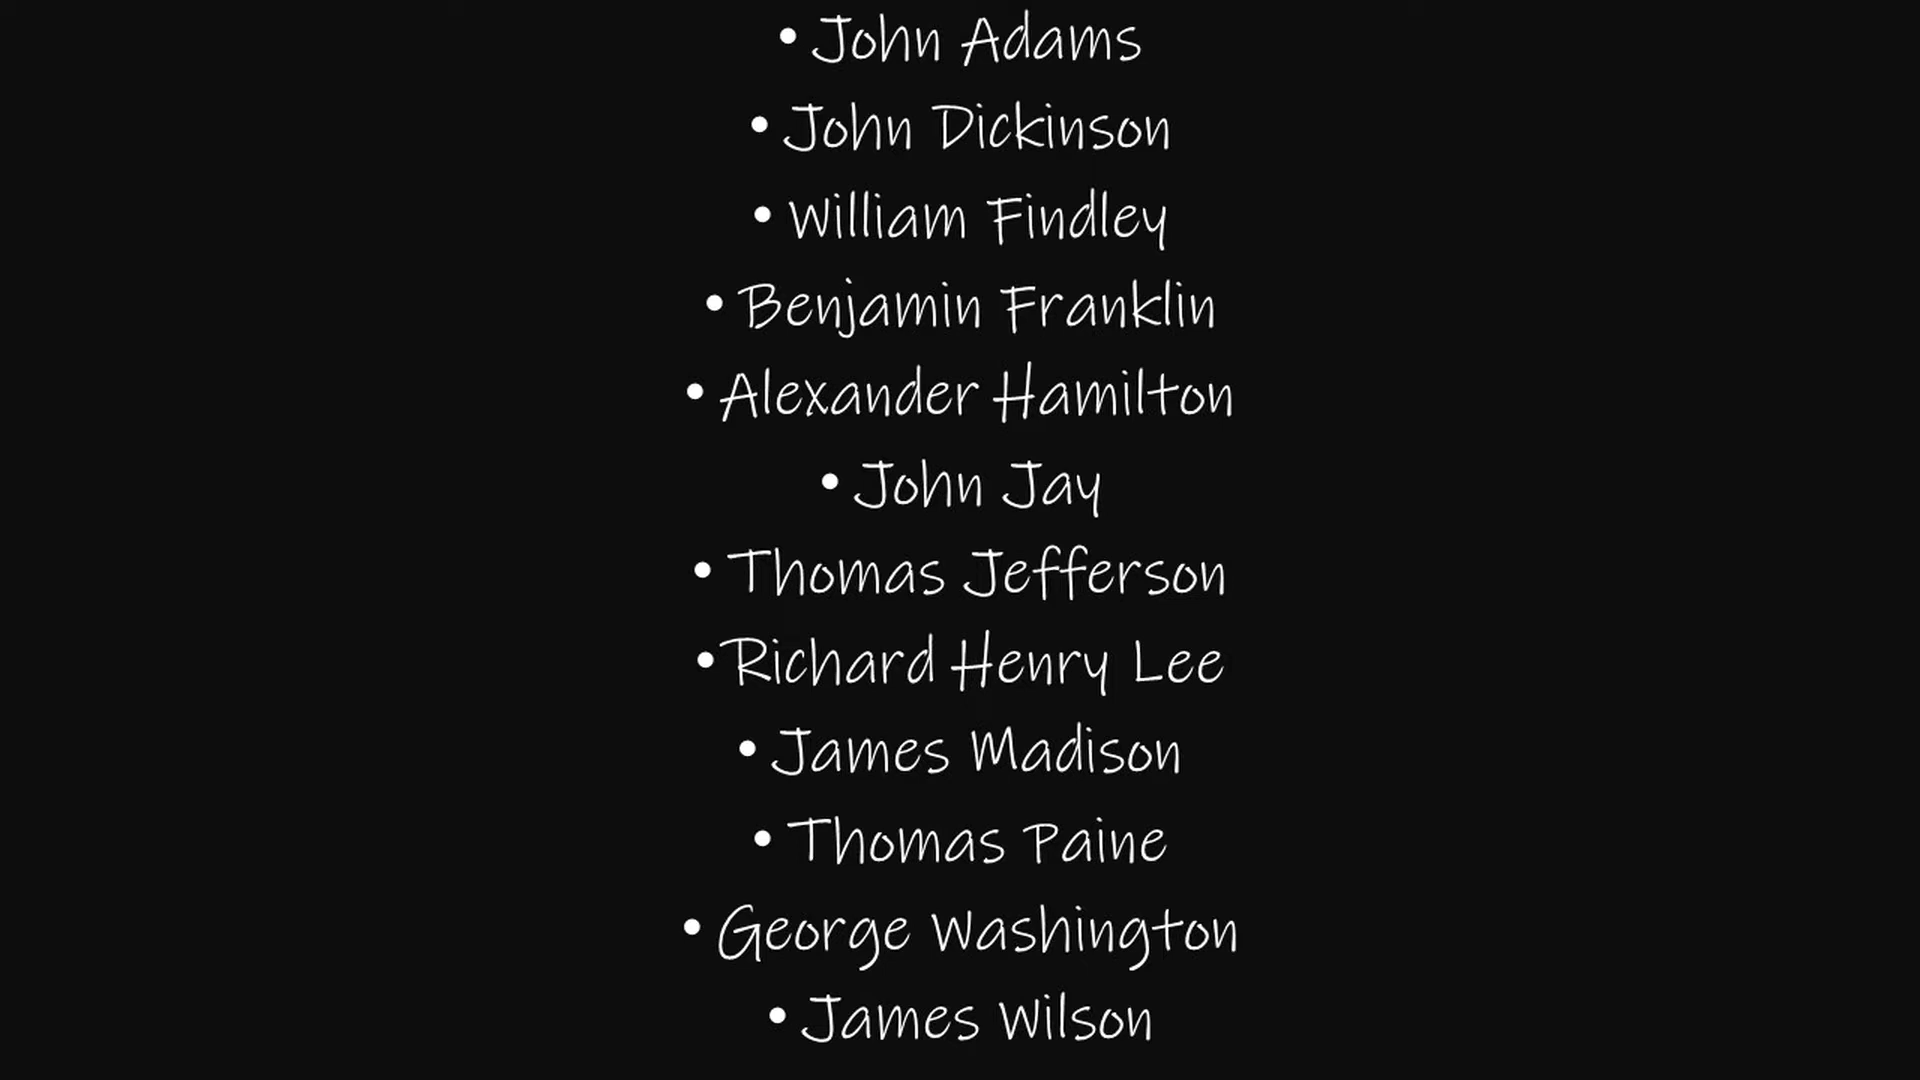 • John Adams
• John Dickinson
• William Findley
• Benjamin Franklin
• Alexander Hamilton
• John Jay
• Thomas Jefferson
• Richard Henry Lee
• James Madison
• Thomas Paine
• George Washington
• James Wilson